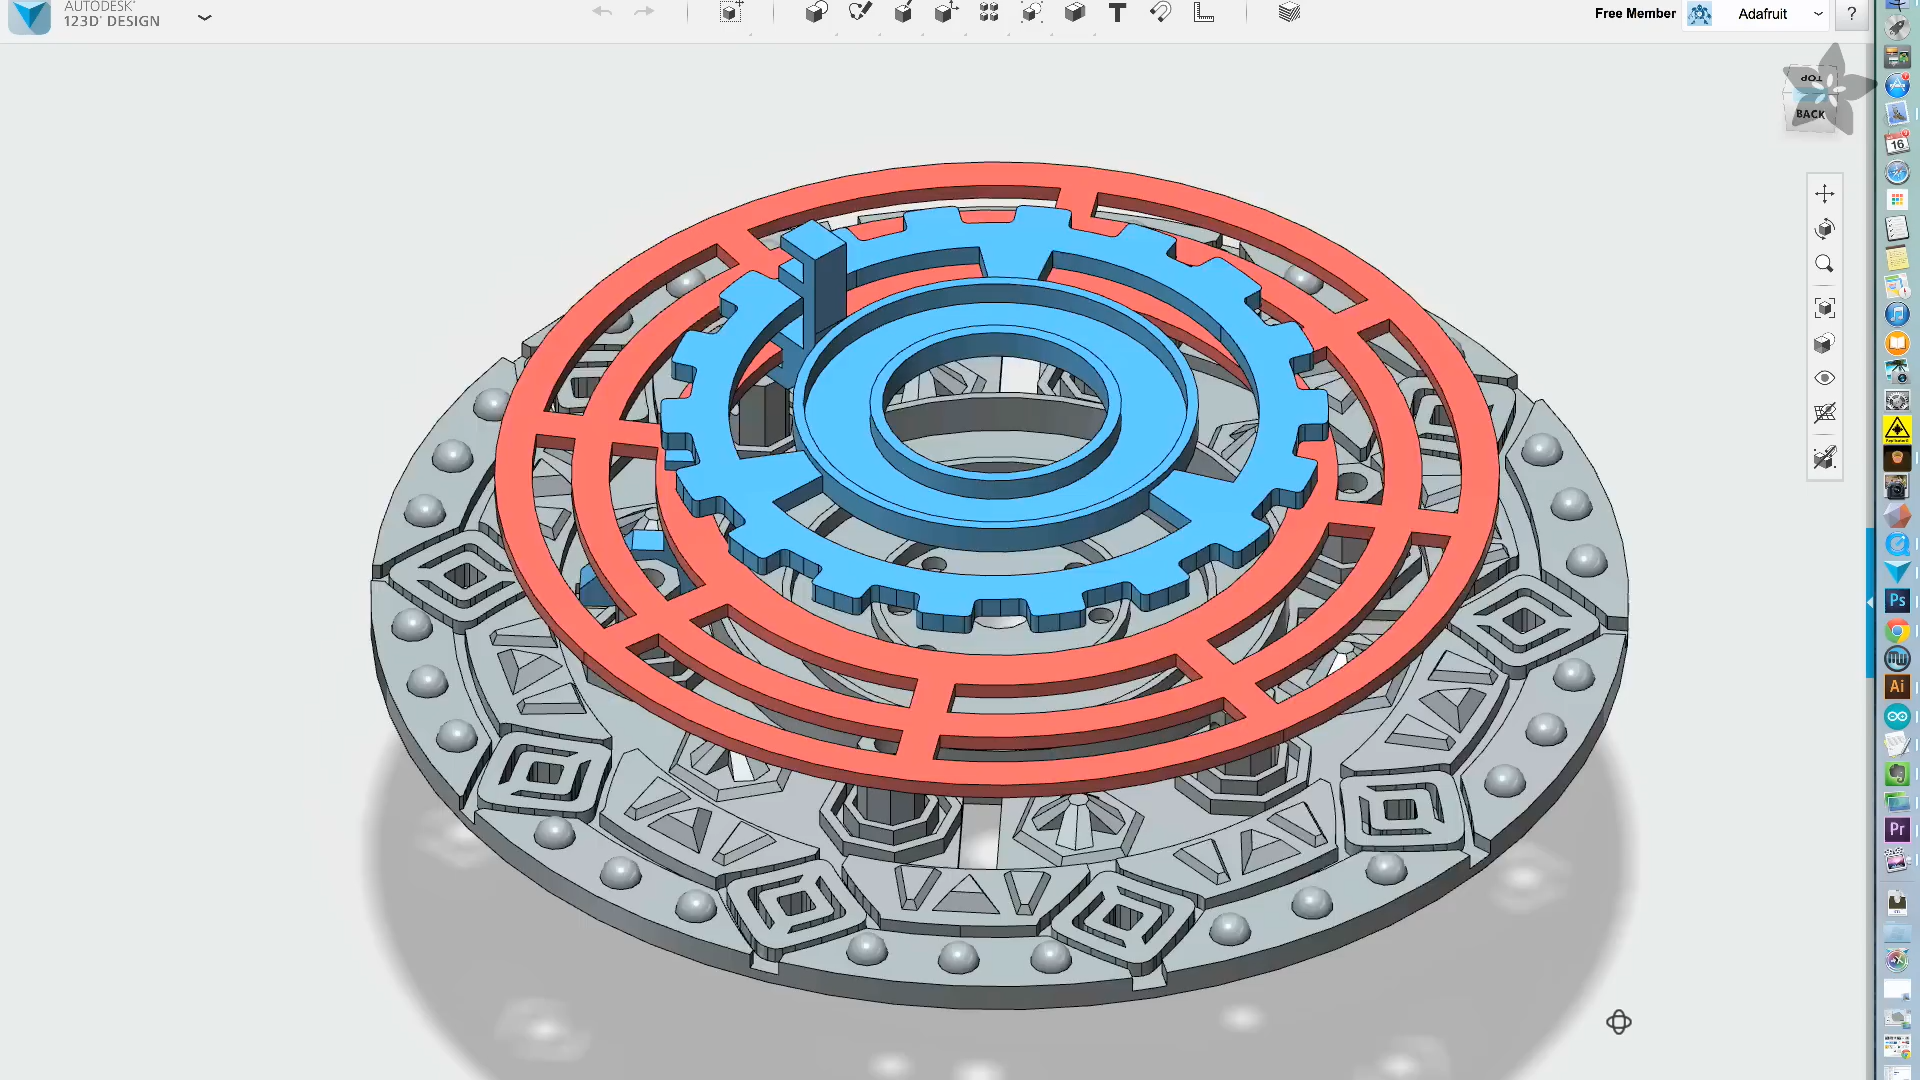 AUTODESK®
123D® DESIGN
T
Free Member
Adafruit
?
TOP
BACK
16
Ps
Ai
Pr